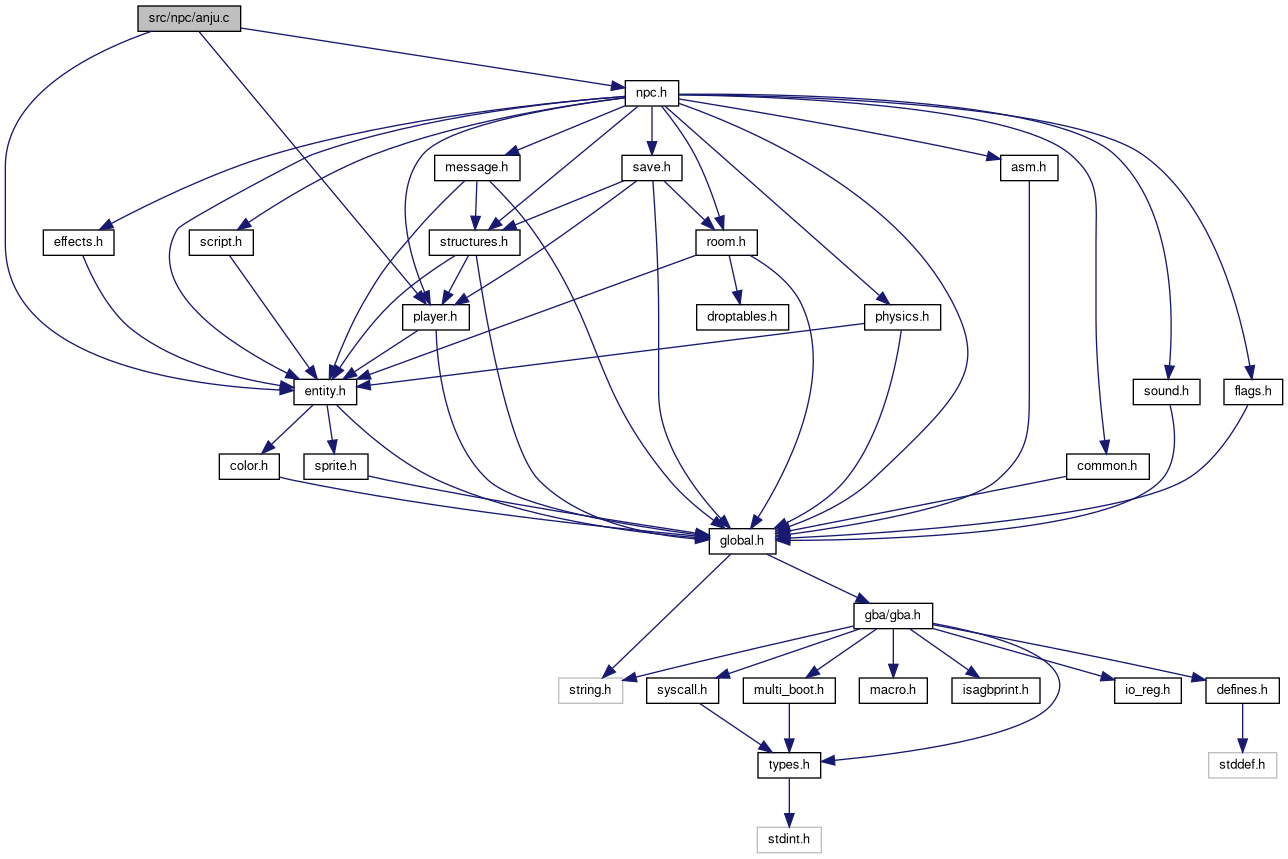 src/npc/anju.c
npc.h
message.h
save.h
asm.h
effects.h
script.h
structures.h
room.h
player.h
droptables.h
physics.h
entity.h
sound.h
flags.h
color.h
sprite.h
common.h
global.h
gba/gba.h
string.h
syscall.h
multi_boot.h
macro.h
isagbprint.h
io_reg.h
defines.h
types.h
stddef.h
stdint.h